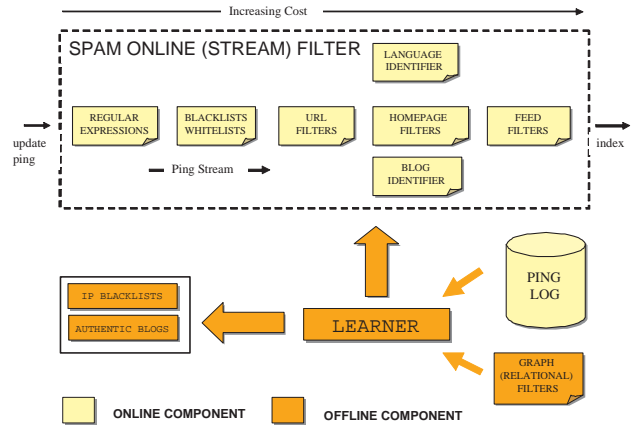 Increasing Cost
SPAM ONLINE (STREAM) FILTER
LANGUAGE
IDENTIFIER
REGULAR
EXPRESSIONS
BLACKLISTS
WHITELISTS
URL
FILTERS
HOMEPAGE
FILTERS
FEED
FILTERS
update
ping
index
Ping Stream
BLOG
IDENTIFIER
PING
LOG
IP BLACKLISTS
AUTHENTIC BLOGS
LEARNER
GRAPH
(RELATIONAL)
FILTERS
ONLINE COMPONENT
OFFLINE COMPONENT